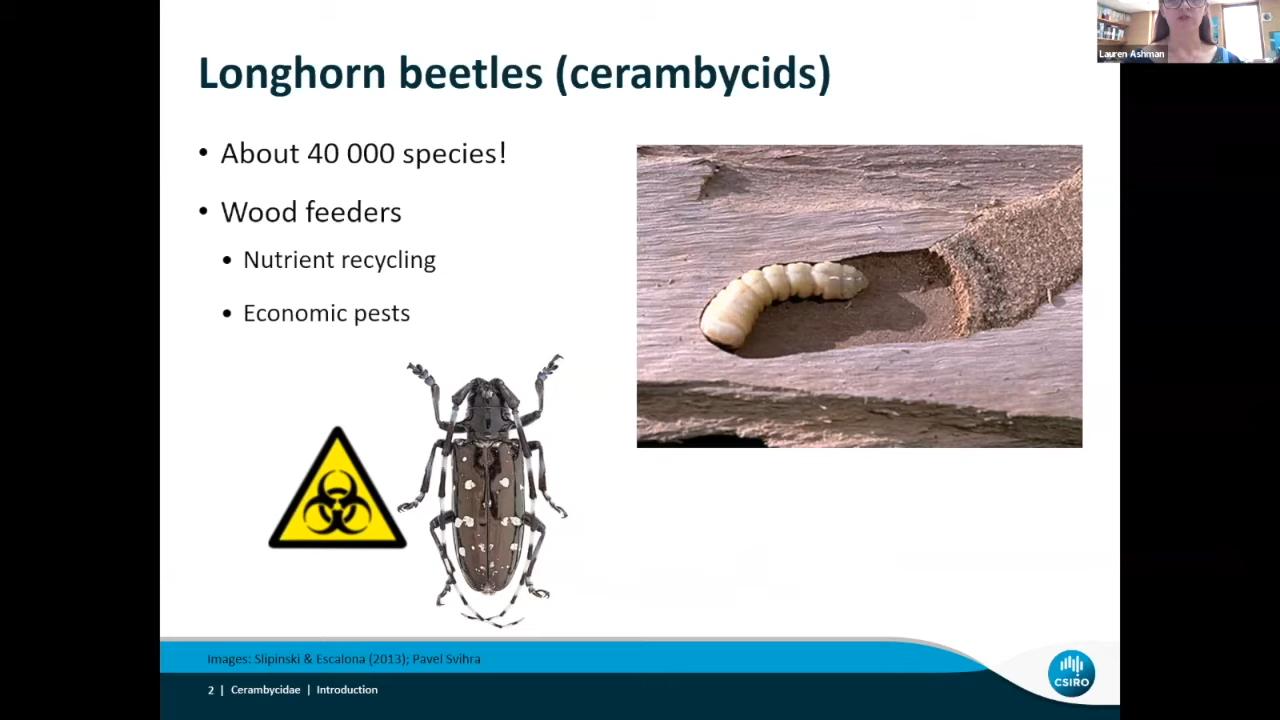 Lauren Ashman
Longhorn beetles (cerambycids)
• About 40 000 species!
• Wood feeders
• Nutrient recycling
• Economic pests
Images: Slipinski & Escalona (2013); Pavel Svihra
2 | Cerambycidae | Introduction
CSIRO